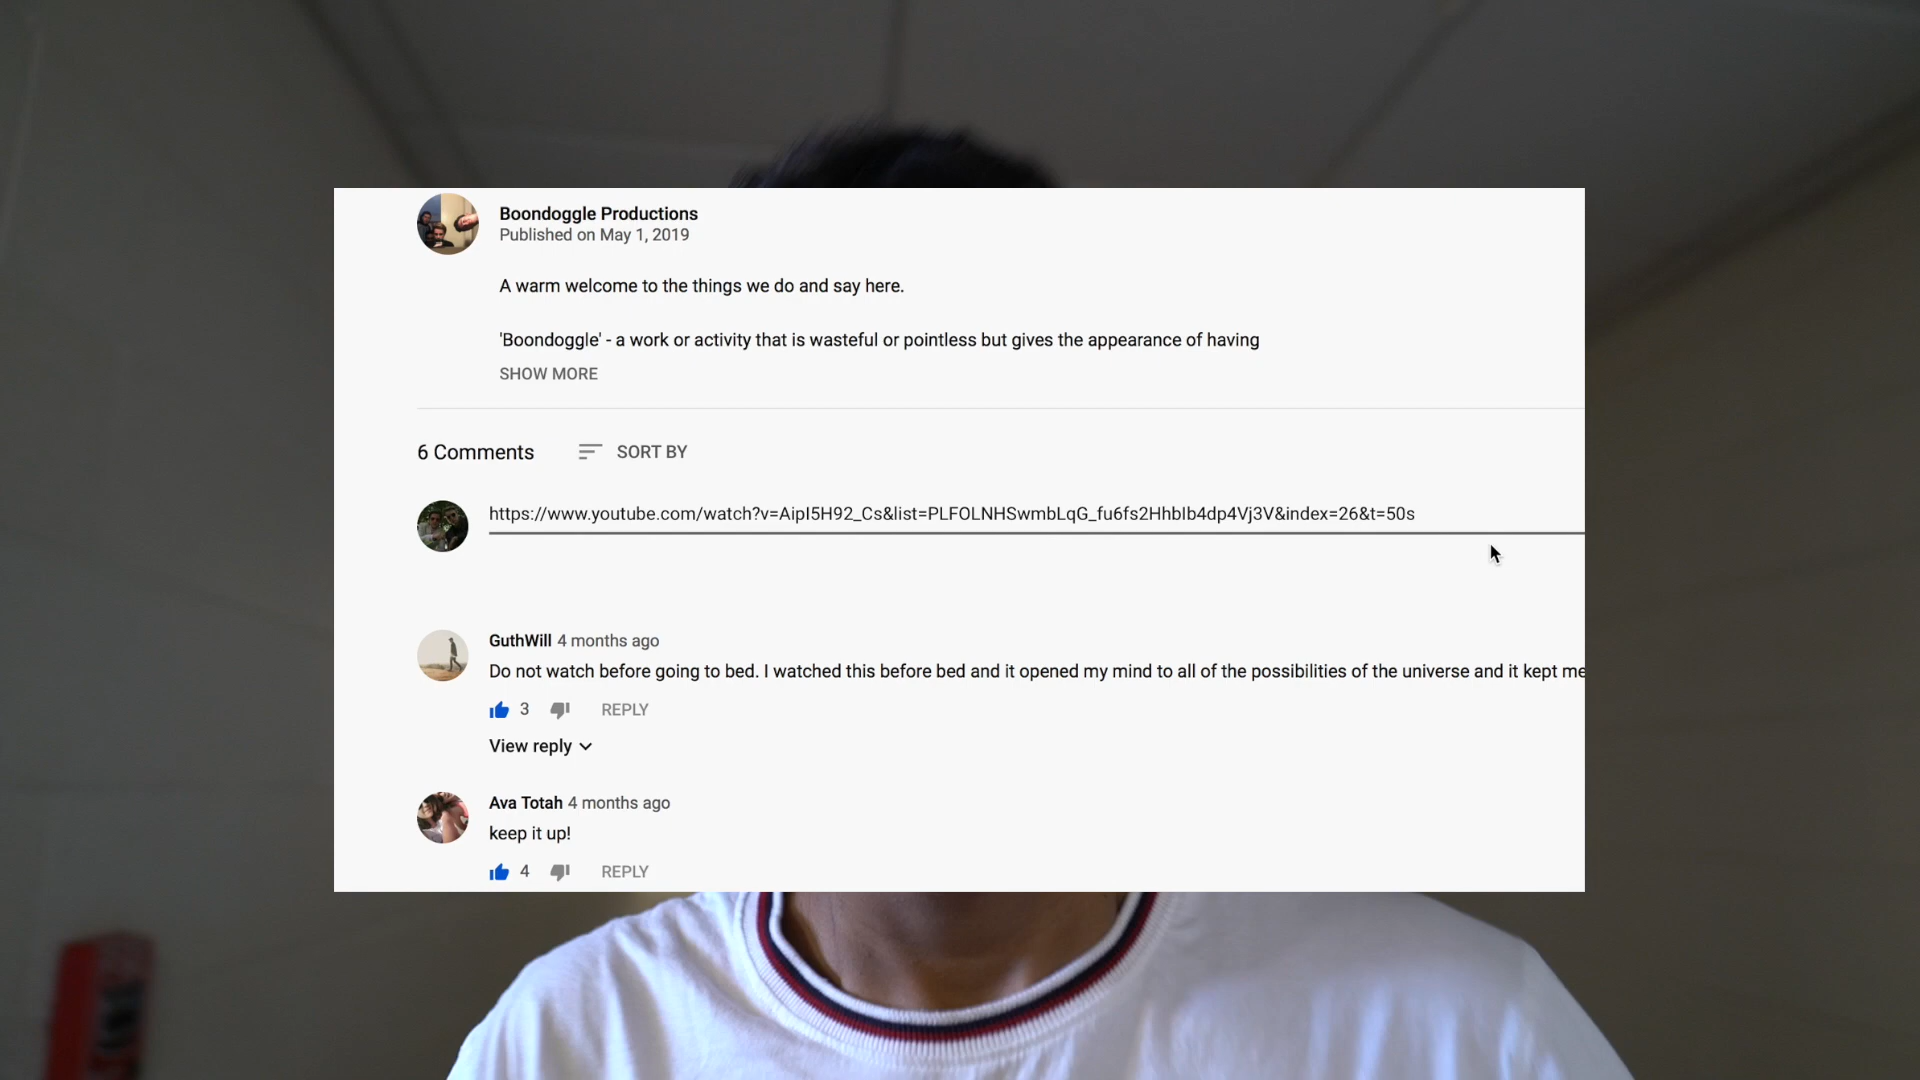 Boondoggle Productions
Published on May 1, 2019
A warm welcome to the things we do and say here.
'Boondoggle' - a work or activity that is wasteful or pointless but gives the appearance of having
SHOW MORE
6 Comments SORT BY
https://www.youtube.com/watch?v=AipI5H92_Cs&list=PLFOLNHSwmbLqG_fu6fs2HhbIb4dp4Vj3V&index=26&t=50s
GuthWill 4 months ago
Do not watch before going to bed. I watched this before bed and it opened my mind to all of the possibilities of the universe and it kept me
3 REPLY
View reply
Ava Totah 4 months ago
keep it up!
4 REPLY